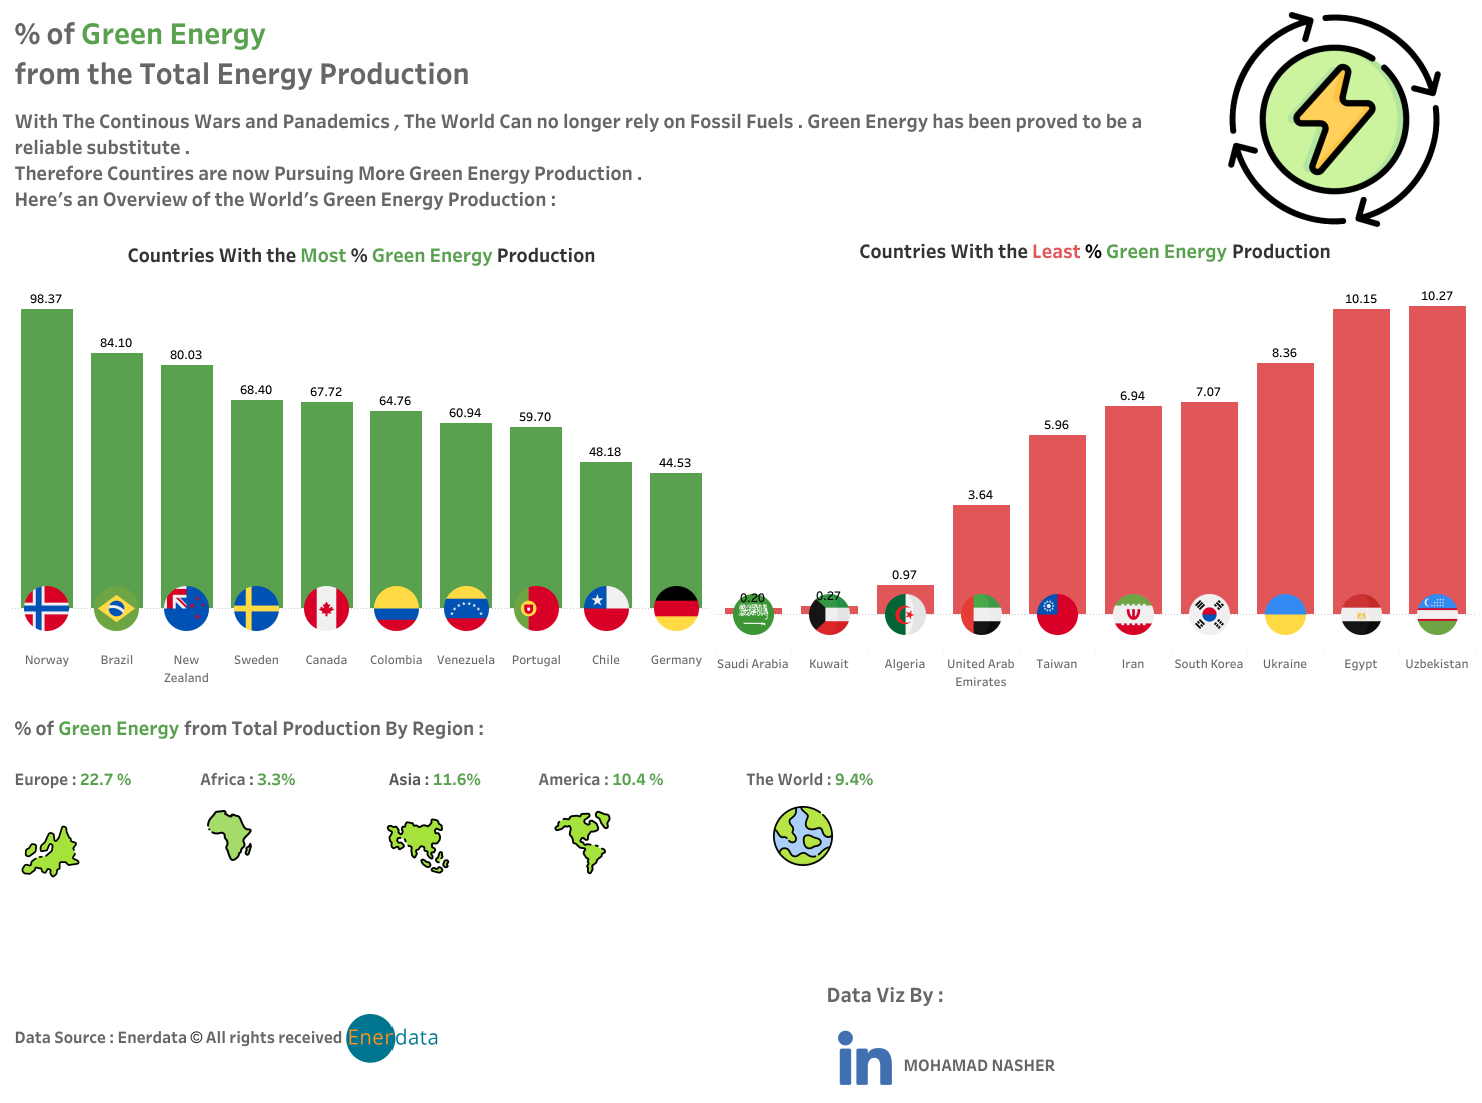 % of Green Energy
from the Total Energy Production
With The Continous Wars and Panademics , The World Can no longer rely on Fossil Fuels . Green Energy has been proved to be a
reliable substitute .
Therefore Countires are now Pursuing More Green Energy Production .
Here's an Overview of the World's Green Energy Production :
Countries With the Most % Green Energy Production
98.37
84.10
80.03
68.40
67.72
64.76
60.94
59.70
48.18
44.53
Norway
Brazil
New
Zealand
Sweden
Canada
Colombia
Venezuela
Portugal
Chile
Germany
Countries With the Least % Green Energy Production
0.20
0.27
0.97
3.64
5.96
6.94
7.07
8.36
10.15
10.27
Saudi Arabia
Kuwait
Algeria
United Arab
Emirates
Taiwan
Iran
South Korea
Ukraine
Egypt
Uzbekistan
% of Green Energy from Total Production By Region :
Europe : 22.7 %
Africa : 3.3%
Asia : 11.6%
America : 10.4 %
The World : 9.4%
Data Source : Enerdata © All rights received
Enerdata
Data Viz By :
in
MOHAMAD NASHER